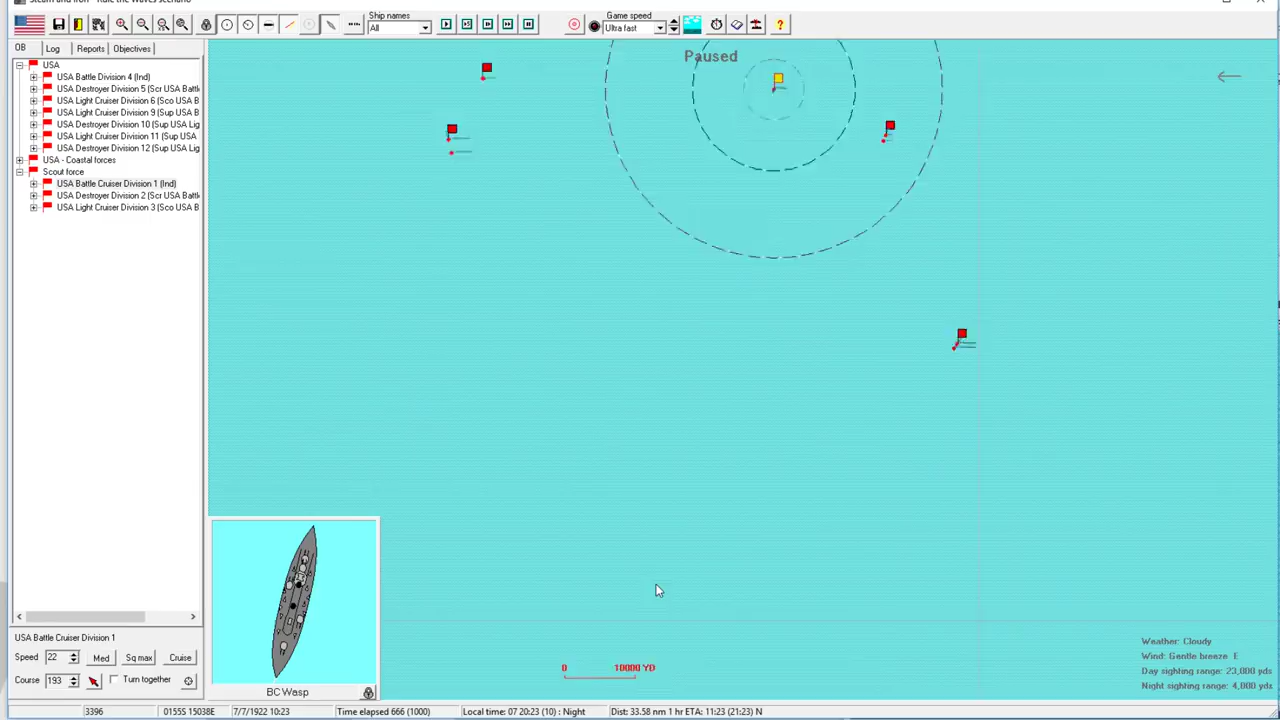 Steam and Iron - Rule the Waves scenario
Ship names
All
Game speed
Ultra fast
OB Log Reports Objectives
Paused
USA
USA Battle Division 4 (Ind)
USA Destroyer Division 5 (Scr USA Battl
USA Light Cruiser Division 6 (Sco USA B
USA Light Cruiser Division 9 (Sup USA B
USA Destroyer Division 10 (Sup USA Lig
USA Light Cruiser Division 11 (Sup USA
USA Destroyer Division 12 (Sup USA Lig
USA - Coastal forces
Scout force
USA Battle Cruiser Division 1 (Ind)
USA Destroyer Division 2 (Scr USA Battl
USA Light Cruiser Division 3 (Sco USA B
USA Battle Cruiser Division 1
Speed 22 Med Sq max Cruise
Course 193 Turn together
BC Wasp
0 10000 YD
Weather: Cloudy
Wind: Gentle breeze E
Day sighting range: 23,000 yds
Night sighting range: 4,000 yds
3396 0155S 15038E 7/7/1922 10:23 Time elapsed 666 (1000) Local time: 07 20:23 (10) : Night Dist: 33.58 nm 1 hr ETA: 11:23 (21:23) N